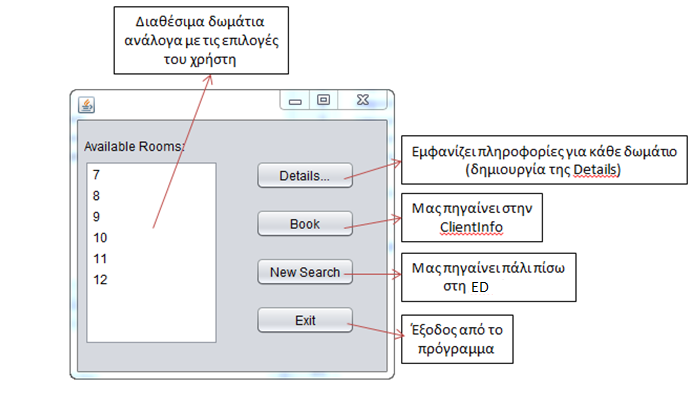 Διαθέσιμα δωμάτια
ανάλογα με τις επιλογές
του χρήστη
Available Rooms:
7
8
9
10
11
12
Details...
Book
New Search
Exit
Εμφανίζει πληροφορίες για κάθε δωμάτιο
(δημιουργία της Details)
Μας πηγαίνει στην
ClientInfo
Μας πηγαίνει πάλι πίσω
στη ED
Έξοδος από το
πρόγραμμα